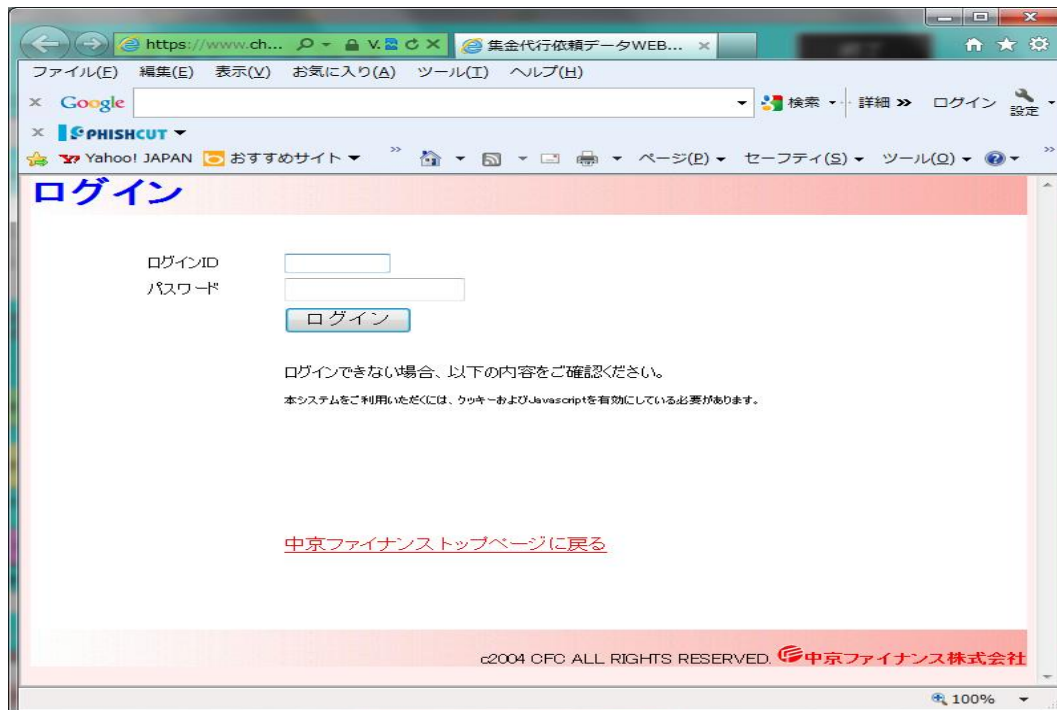 https://www.ch... V. 集金代行依頼データWEB...
ファイル(F) 編集(E) 表示(V) お気に入り(A) ツール(T) ヘルプ(H)
Google 検索 詳細 ログイン 設定
PHISHCUT
Yahoo! JAPAN おすすめサイト ページ(P) セーフティ(S) ツール(O)
ログイン
ログインID
パスワード
ログイン
ログインできない場合、以下の内容をご確認ください。
本システムをご利用いただくには、クッキーおよびJavascriptを有効にしている必要があります。
中京ファイナンストップページに戻る
c2004 CFC ALL RIGHTS RESERVED. 中京ファイナンス株式会社
100%